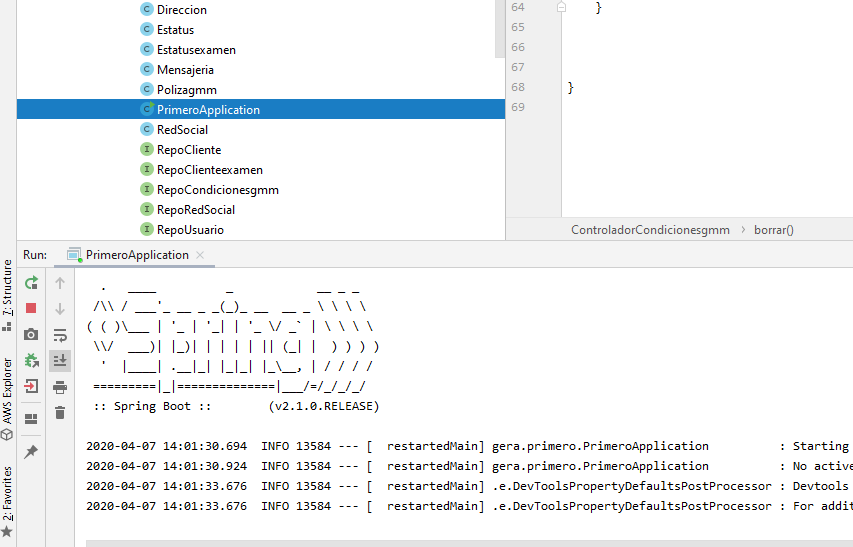 Direccion
Estatus
Estatusexamen
Mensajeria
Polizagmm
PrimeroApplication
RedSocial
RepoCliente
RepoClienteexamen
RepoCondicionesgmm
RepoRedSocial
RepoUsuario
64 }
65
66
67
68 }
69
ControladorCondicionesgmm › borrar()
Run: PrimeroApplication ×
7: Structure
AWS Explorer
2: Favorites
  .   ____          _            __ _ _
 /\\ / ___'_ __ _ _(_)_ __  __ _ \ \ \ \
( ( )\___ | '_ | '_| | '_ \/ _` | \ \ \ \
 \\/  ___)| |_)| | | | | || (_| |  ) ) ) )
  '  |____| .__|_| |_|_| |_\__, | / / / /
 =========|_|==============|___/=/_/_/_/
 :: Spring Boot ::        (v2.1.0.RELEASE)
2020-04-07 14:01:30.694  INFO 13584 --- [  restartedMain] gera.primero.PrimeroApplication          : Starting
2020-04-07 14:01:30.924  INFO 13584 --- [  restartedMain] gera.primero.PrimeroApplication          : No active
2020-04-07 14:01:33.676  INFO 13584 --- [  restartedMain] .e.DevToolsPropertyDefaultsPostProcessor : Devtools
2020-04-07 14:01:33.676  INFO 13584 --- [  restartedMain] .e.DevToolsPropertyDefaultsPostProcessor : For addit